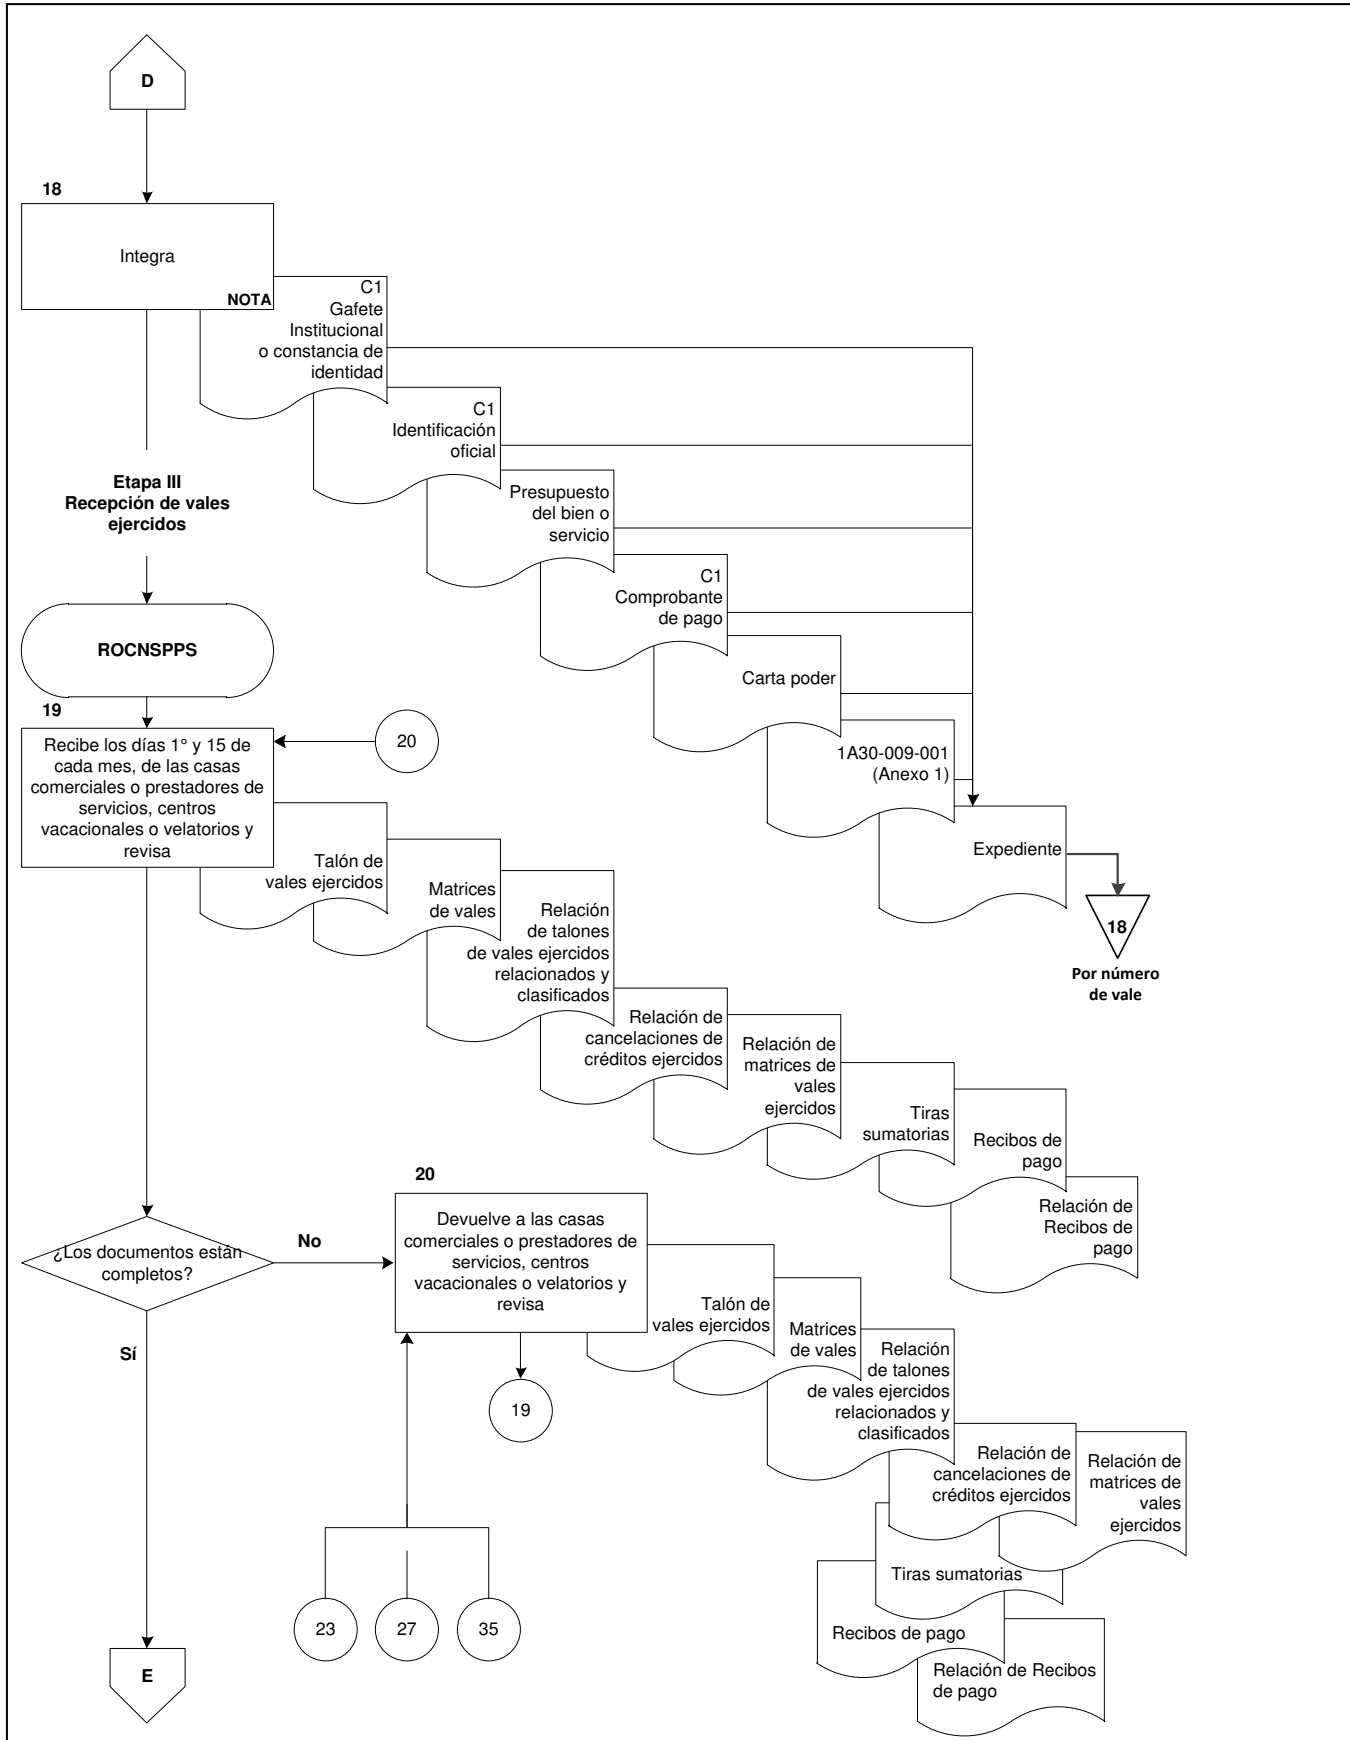 D
18
Integra
NOTA
C1
Gafete
Institucional
o constancia de
identidad
C1
Identificación
oficial
Presupuesto
del bien o
servicio
C1
Comprobante
de pago
Carta poder
1A30-009-001
(Anexo 1)
Expediente
18
Por número
de vale
Etapa III
Recepción de vales
ejercidos
ROCNSPPS
19
Recibe los días 1° y 15 de
cada mes, de las casas
comerciales o prestadores de
servicios, centros
vacacionales o velatorios y
revisa
20
Talón de
vales ejercidos
Matrices
de vales
Relación
de talones
de vales ejercidos
relacionados y
clasificados
Relación de
cancelaciones de
créditos ejercidos
Relación de
matrices de
vales
ejercidos
Tiras
sumatorias
Recibos de
pago
Relación de
Recibos de
pago
¿Los documentos están
completos?
No
Sí
20
Devuelve a las casas
comerciales o prestadores de
servicios, centros
vacacionales o velatorios y
revisa
19
Talón de
vales ejercidos
Matrices
de vales
Relación
de talones
de vales ejercidos
relacionados y
clasificados
Relación de
cancelaciones de
créditos ejercidos
Relación de
matrices de
vales
ejercidos
Tiras sumatorias
Recibos de pago
Relación de Recibos
de pago
23
27
35
E